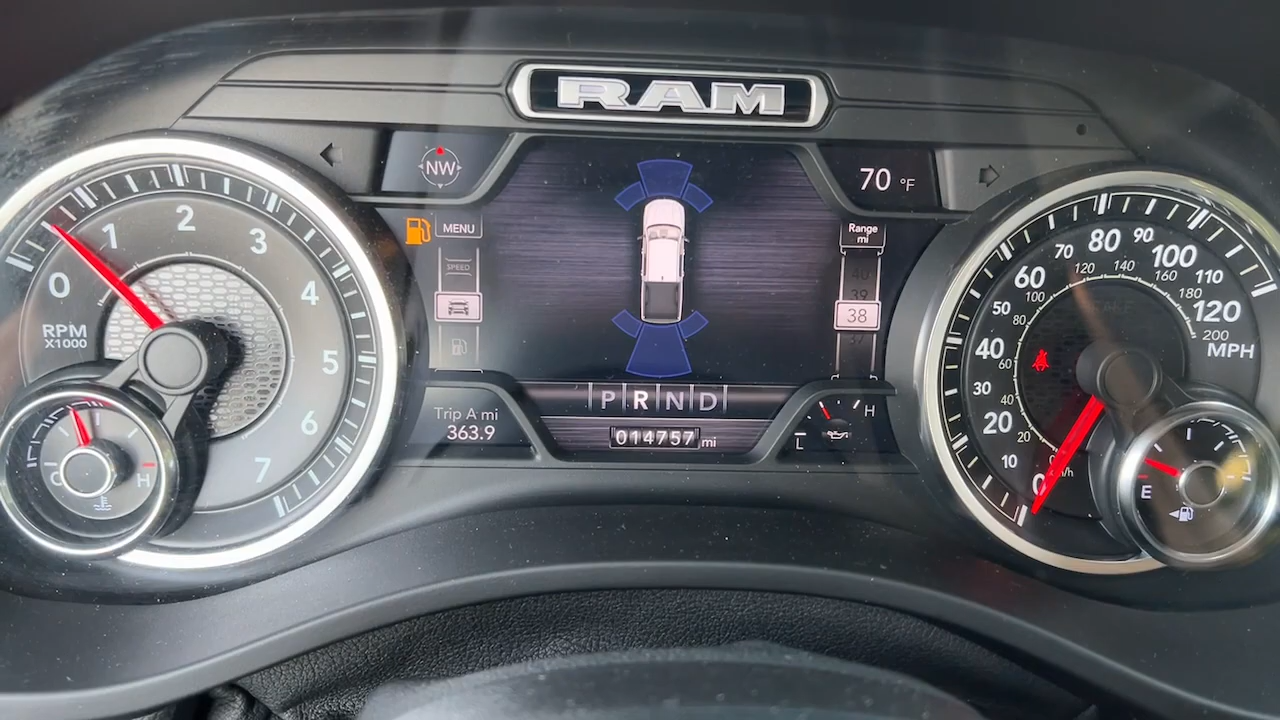 RAM
NW
70 °F
MENU
SPEED
Range
mi
40
39
38
37
P R N D
Trip A mi
363.9
014757 mi
L
H
0
1
2
3
4
5
6
7
RPM
X1000
C
H
0
10
20
30
40
50
60
70
80
90
100
110
120
MPH
20
60
80
100
120
140
160
180
200
km/h
E